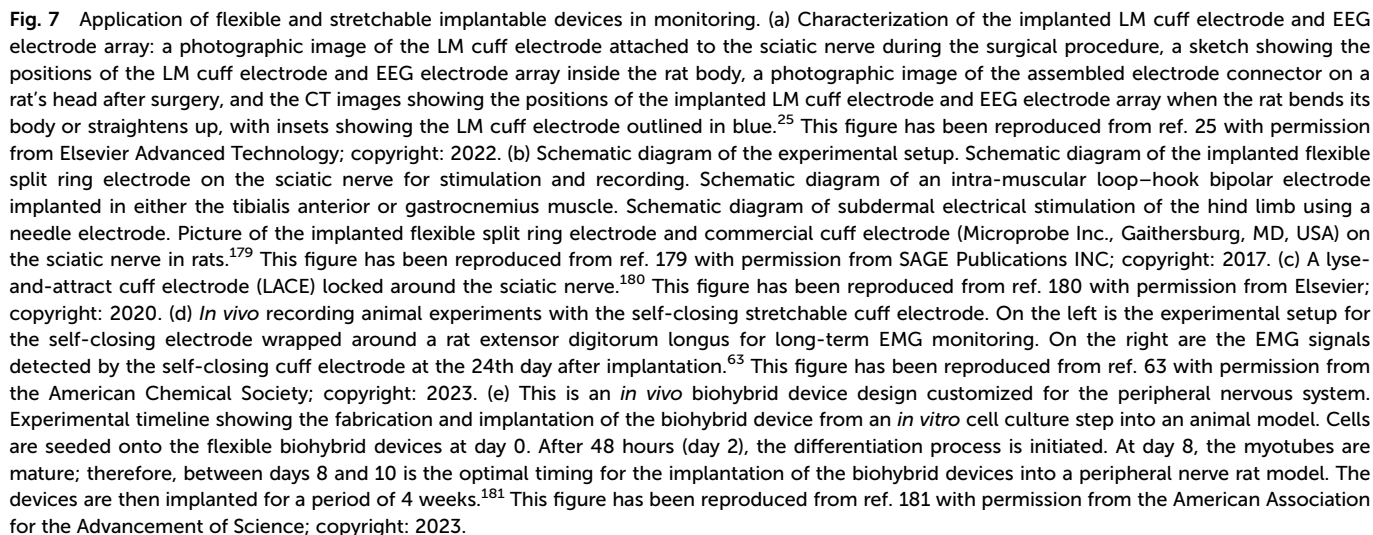 Fig. 7 Application of flexible and stretchable implantable devices in monitoring. (a) Characterization of the implanted LM cuff electrode and EEG
electrode array: a photographic image of the LM cuff electrode attached to the sciatic nerve during the surgical procedure, a sketch showing the
positions of the LM cuff electrode and EEG electrode array inside the rat body, a photographic image of the assembled electrode connector on a
rat's head after surgery, and the CT images showing the positions of the implanted LM cuff electrode and EEG electrode array when the rat bends its
body or straightens up, with insets showing the LM cuff electrode outlined in blue.25 This figure has been reproduced from ref. 25 with permission
from Elsevier Advanced Technology; copyright: 2022. (b) Schematic diagram of the experimental setup. Schematic diagram of the implanted flexible
split ring electrode on the sciatic nerve for stimulation and recording. Schematic diagram of an intra-muscular loop–hook bipolar electrode
implanted in either the tibialis anterior or gastrocnemius muscle. Schematic diagram of subdermal electrical stimulation of the hind limb using a
needle electrode. Picture of the implanted flexible split ring electrode and commercial cuff electrode (Microprobe Inc., Gaithersburg, MD, USA) on
the sciatic nerve in rats.179 This figure has been reproduced from ref. 179 with permission from SAGE Publications INC; copyright: 2017. (c) A lyse-
and-attract cuff electrode (LACE) locked around the sciatic nerve.180 This figure has been reproduced from ref. 180 with permission from Elsevier;
copyright: 2020. (d) In vivo recording animal experiments with the self-closing stretchable cuff electrode. On the left is the experimental setup for
the self-closing electrode wrapped around a rat extensor digitorum longus for long-term EMG monitoring. On the right are the EMG signals
detected by the self-closing cuff electrode at the 24th day after implantation.63 This figure has been reproduced from ref. 63 with permission from
the American Chemical Society; copyright: 2023. (e) This is an in vivo biohybrid device design customized for the peripheral nervous system.
Experimental timeline showing the fabrication and implantation of the biohybrid device from an in vitro cell culture step into an animal model. Cells
are seeded onto the flexible biohybrid devices at day 0. After 48 hours (day 2), the differentiation process is initiated. At day 8, the myotubes are
mature; therefore, between days 8 and 10 is the optimal timing for the implantation of the biohybrid devices into a peripheral nerve rat model. The
devices are then implanted for a period of 4 weeks.181 This figure has been reproduced from ref. 181 with permission from the American Association
for the Advancement of Science; copyright: 2023.